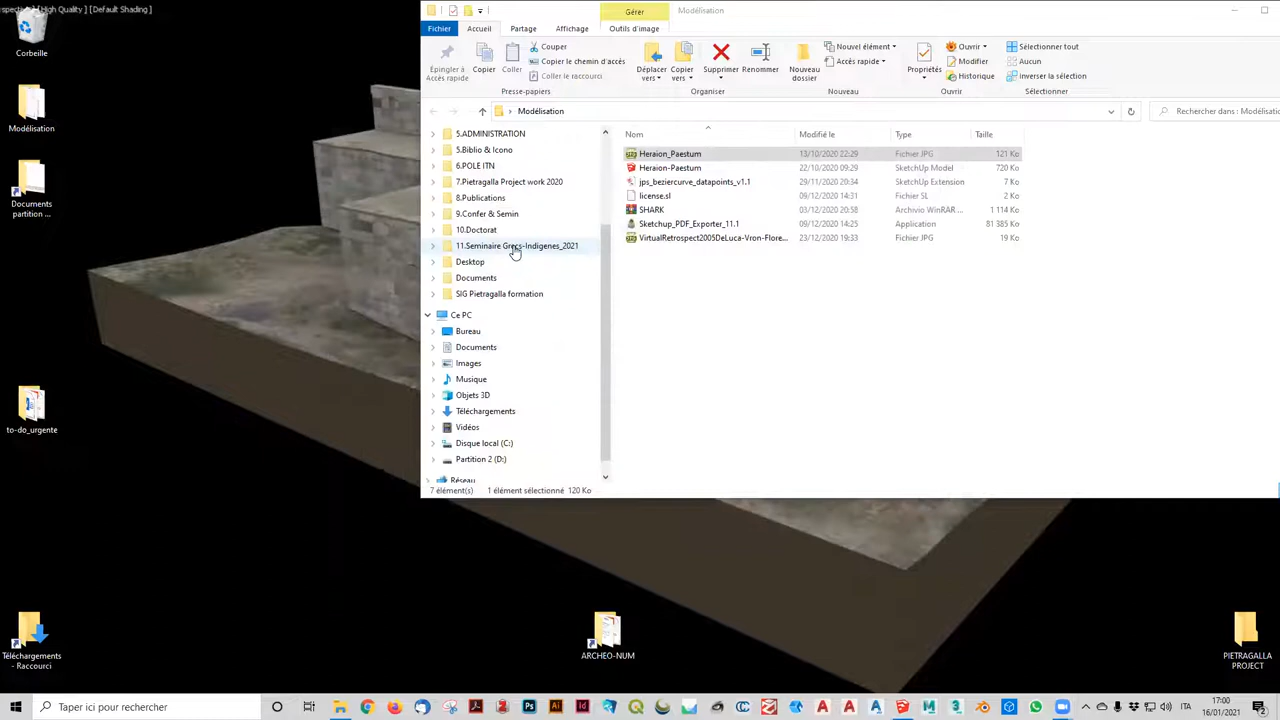 [High Quality ] [Default Shading ]
Corbeille
Modélisation
Documents
partition ...
to-do_urgente
Téléchargements
- Raccourci
ARCHEO-NUM
PIETRAGALLA
PROJECT
Gérer
Modélisation
Fichier
Accueil
Partage
Affichage
Outils d'image
Épingler à
Accès rapide
Copier
Coller
Couper
Copier le chemin d'accès
Coller le raccourci
Presse-papiers
Déplacer
vers
Copier
vers
Supprimer
Renommer
Organiser
Nouveau
dossier
Nouvel élément
Accès rapide
Nouveau
Propriétés
Ouvrir
Modifier
Historique
Ouvrir
Sélectionner tout
Aucun
Inverser la sélection
Sélectionner
Modélisation
Rechercher dans :
5.ADMINISTRATION
5.Biblio & Icono
6.POLE ITN
7.Pietragalla Project work 2020
8.Publications
9.Confer & Semin
10.Doctorat
11.Seminaire Grecs-Indigenes_2021
Desktop
Documents
SIG Pietragalla formation
Ce PC
Bureau
Documents
Images
Musique
Objets 3D
Téléchargements
Vidéos
Disque local (C:)
Partition 2 (D:)
Réseau
Nom Modifié le Type Taille
Heraion_Paestum 13/10/2020 22:29 Fichier JPG 121 Ko
Heraion-Paestum 22/10/2020 09:29 SketchUp Model 720 Ko
jps_beziercurve_datapoints_v1.1 29/11/2020 20:34 SketchUp Extension 7 Ko
license.sl 09/12/2020 14:31 Fichier SL 2 Ko
SHARK 03/12/2020 20:58 Archivio WinRAR ... 1 114 Ko
Sketchup_PDF_Exporter_11.1 09/12/2020 14:25 Application 81 385 Ko
VirtualRetrospect2005DeLuca-Vron-Flore... 23/12/2020 19:33 Fichier JPG 19 Ko
7 élément(s) 1 élément sélectionné 120 Ko
Taper ici pour rechercher
ITA
17:00
16/01/2021